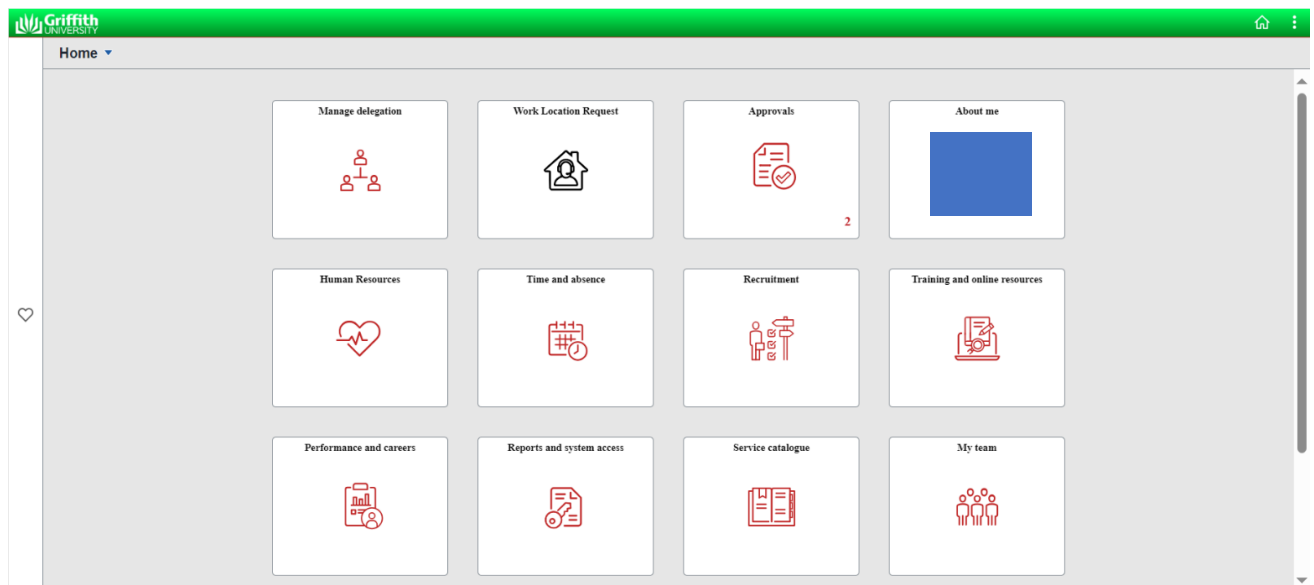 Griffith
UNIVERSITY
Home
Manage delegation
Work Location Request
Approvals
2
About me
Human Resources
Time and absence
Recruitment
Training and online resources
Performance and careers
Reports and system access
Service catalogue
My team